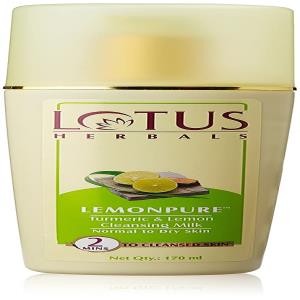 LOTUS
HERBALS
LEMONPURE™
Turmeric & Lemon
Cleansing Milk
Normal to Dry Skin
2 MINS TO CLEANSED SKIN
Net Qty.: 170 ml